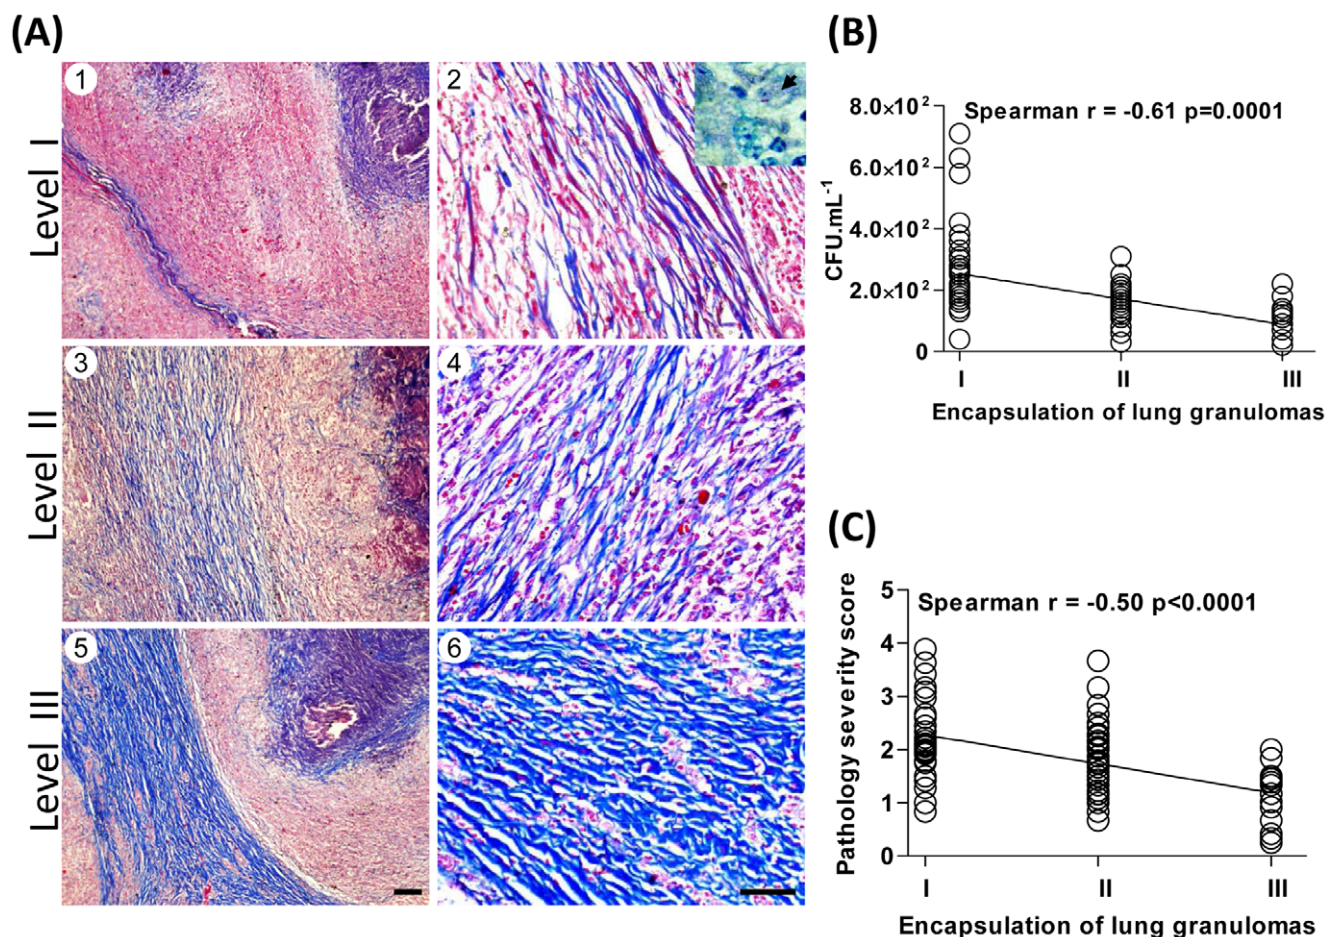 (A)
Level I
1
2
Level II
3
4
Level III
5
6
(B)
Spearman r = -0.61 p=0.0001
CFU.mL⁻¹
8.0×10²
6.0×10²
4.0×10²
2.0×10²
0
I II III
Encapsulation of lung granulomas
(C)
Spearman r = -0.50 p<0.0001
Pathology severity score
5
4
3
2
1
0
I II III
Encapsulation of lung granulomas